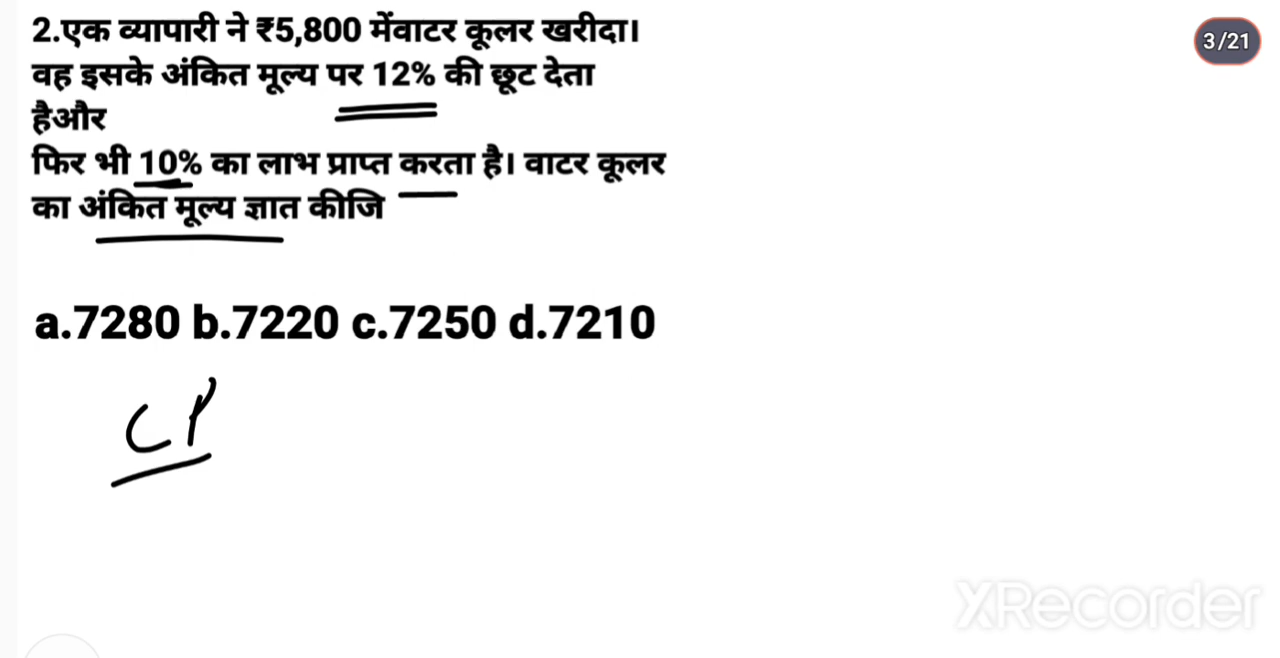 2.एक व्यापारी ने ₹5,800 मेंवाटर कूलर खरीदा।
3/21
वह इसके अंकित मूल्य पर 12% की छूट देता
हैऔर
फिर भी 10% का लाभ प्राप्त करता है। वाटर कूलर
का अंकित मूल्य ज्ञात कीजि
a.7280 b.7220 c.7250 d.7210
CP
XRecorder